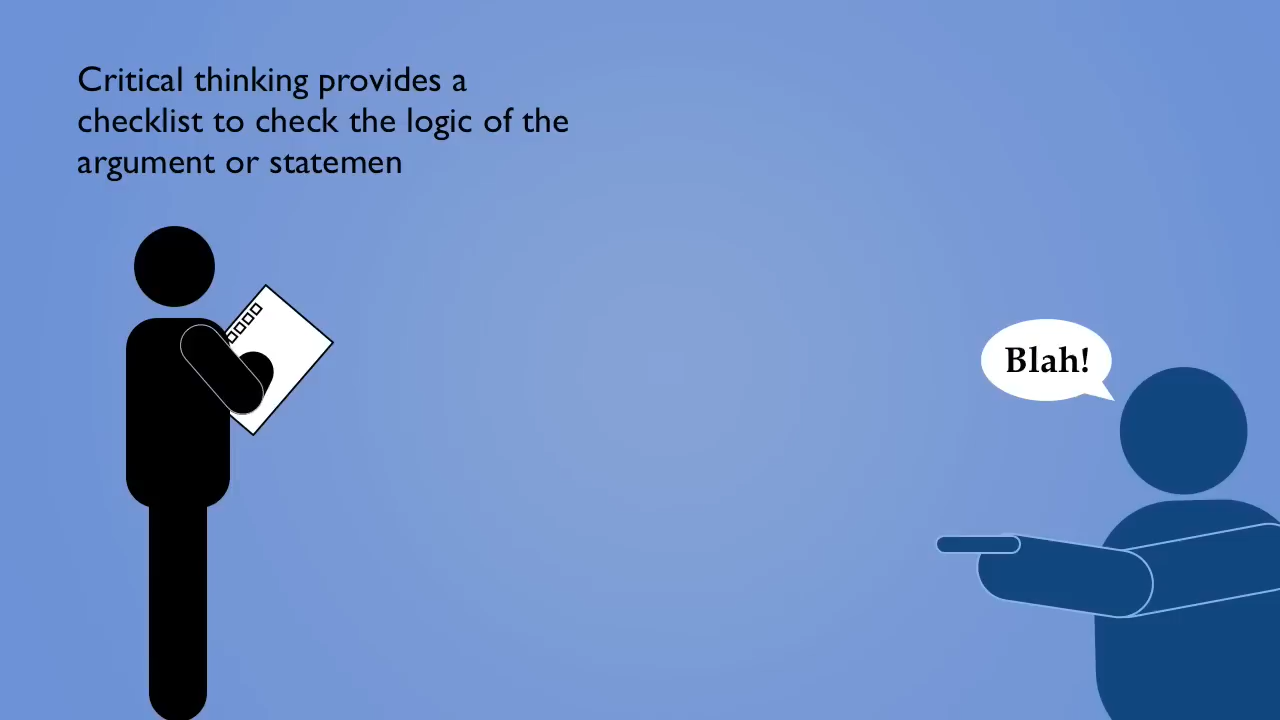 Critical thinking provides a
checklist to check the logic of the
argument or statemen
Blah!